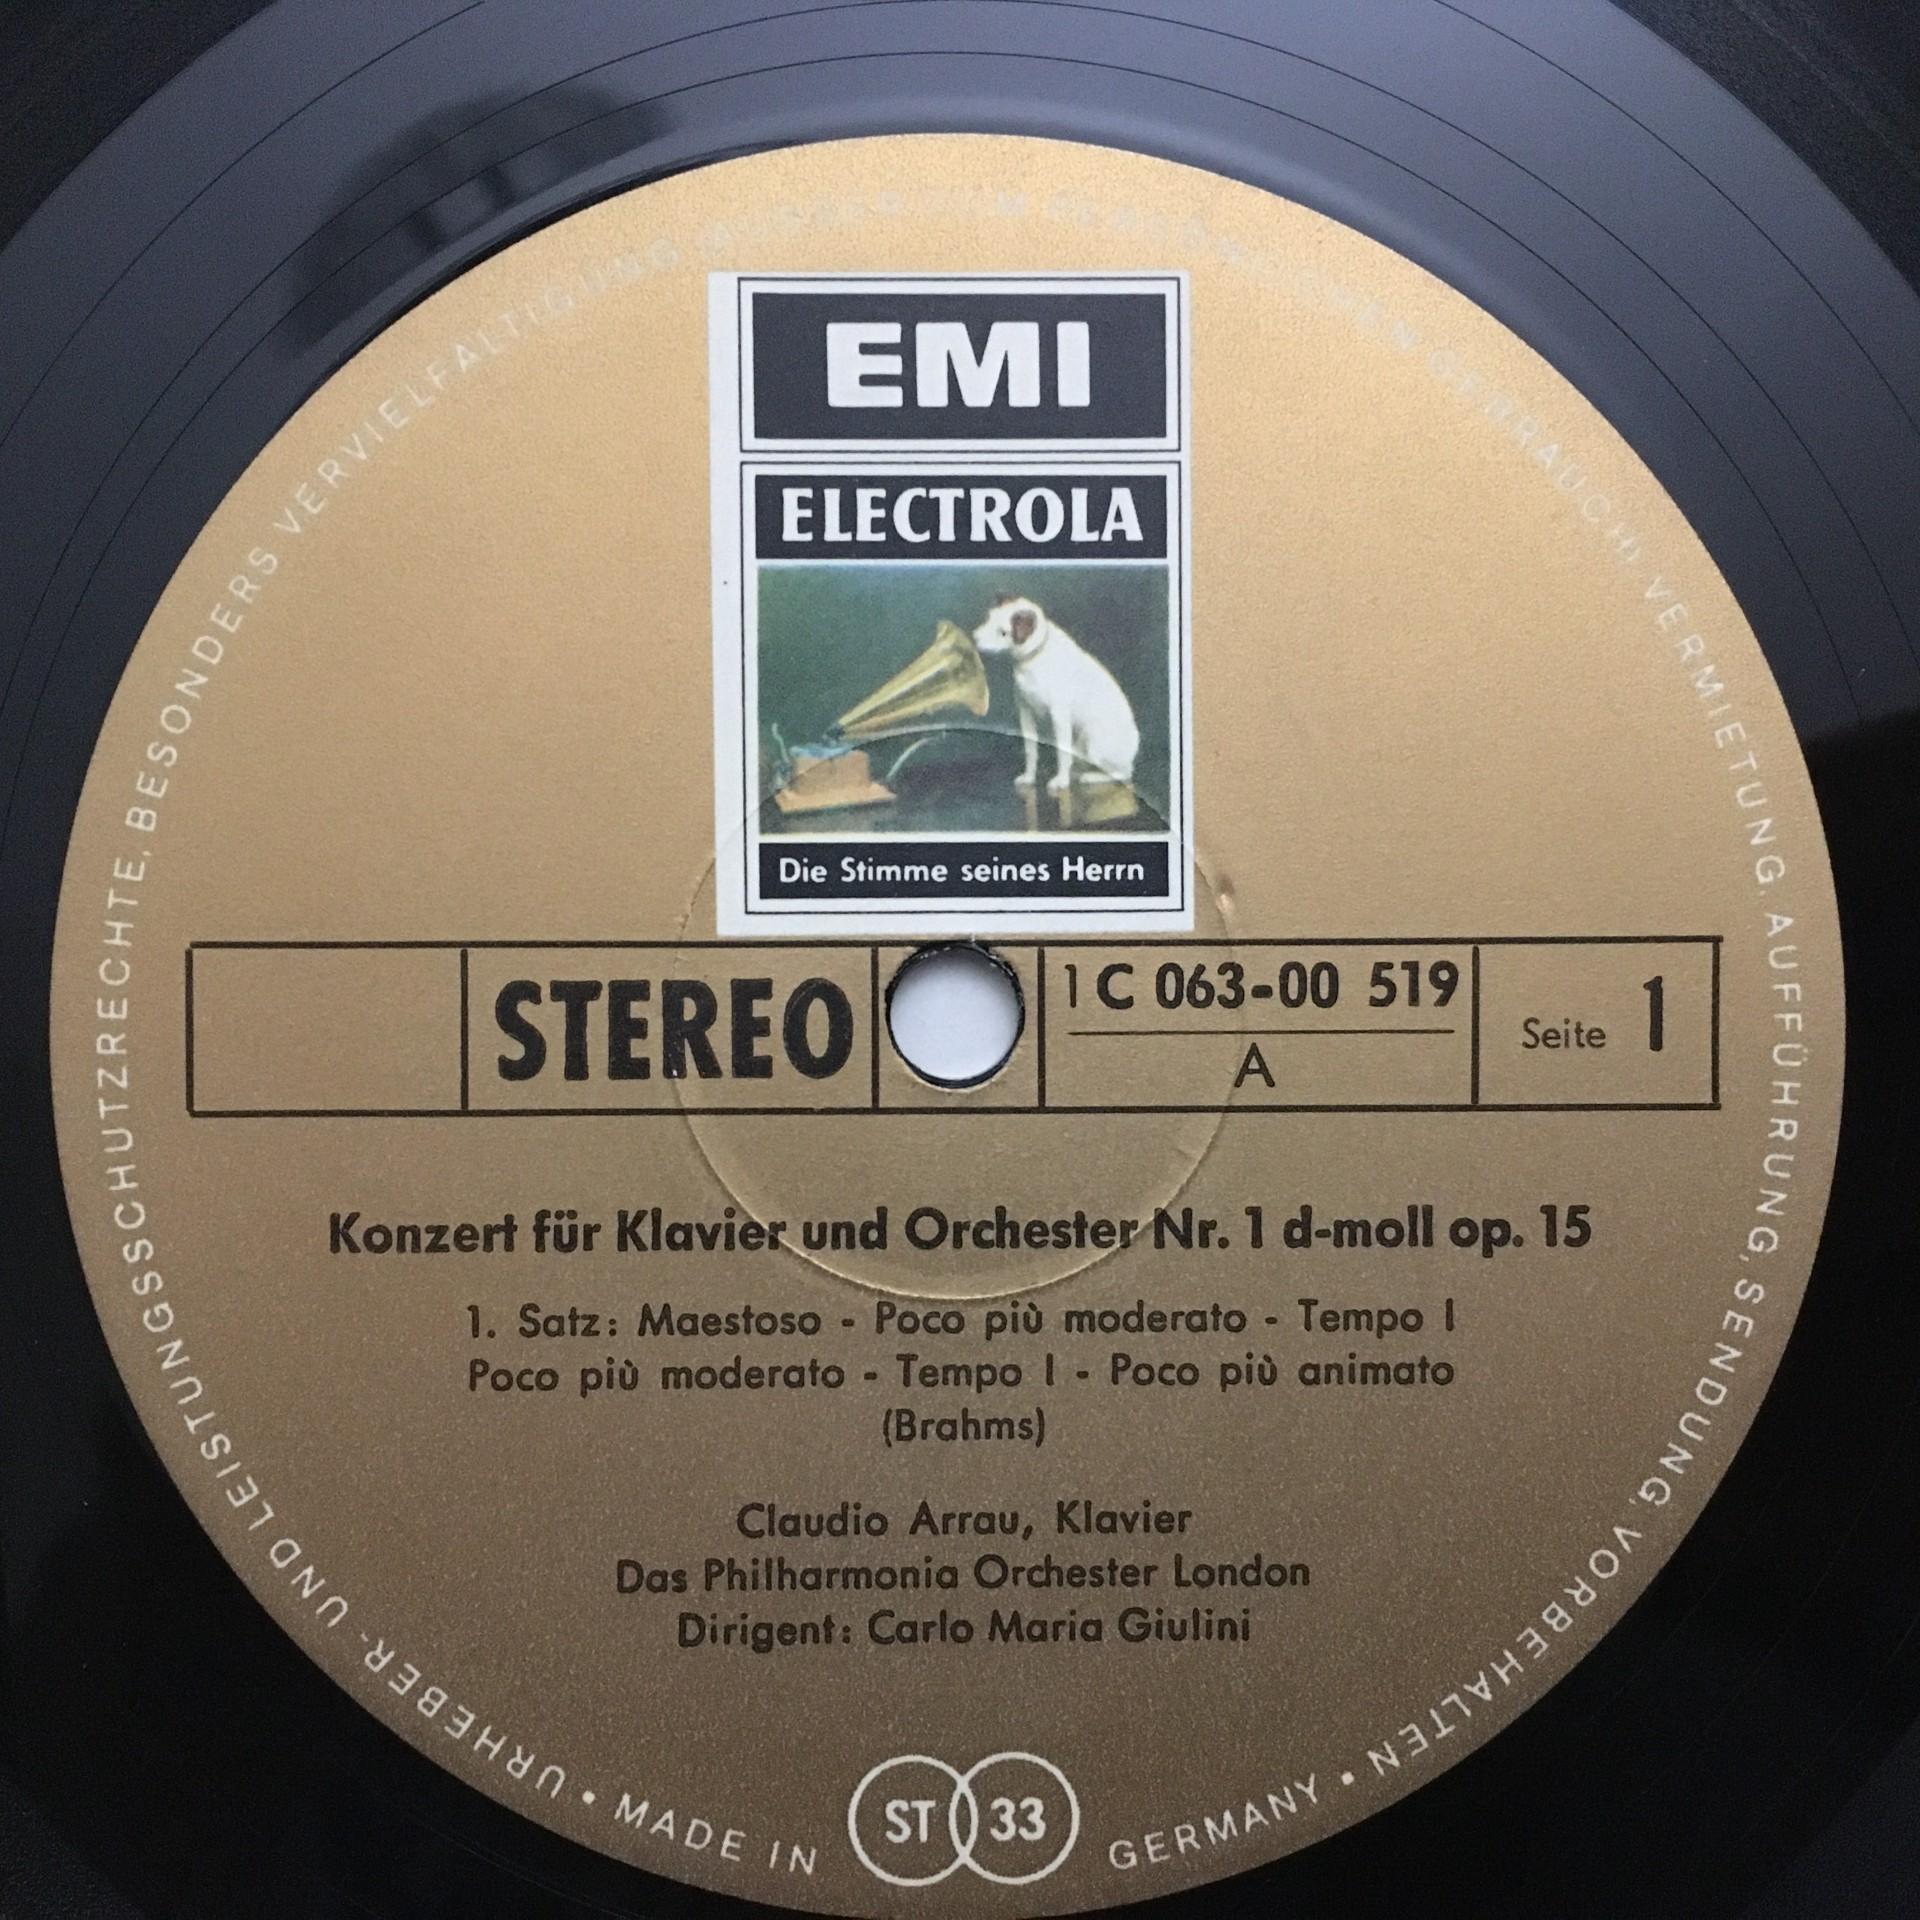 EMI
ELECTROLA
Die Stimme seines Herrn
STEREO
1 C 063-00 519
A
Seite 1
Konzert für Klavier und Orchester Nr. 1 d-moll op. 15
1. Satz: Maestoso - Poco più moderato - Tempo I
Poco più moderato - Tempo I - Poco più animato
(Brahms)
Claudio Arrau, Klavier
Das Philharmonia Orchester London
Dirigent: Carlo Maria Giulini
URHEBER- UND LEISTUNGSSCHUTZRECHTE, BESONDERS VERVIELFÄLTIGUNG GEBRAUCH) VERMIETUNG, AUFFÜHRUNG, SENDUNG, VORBEHALTEN •
MADE IN GERMANY •
ST 33